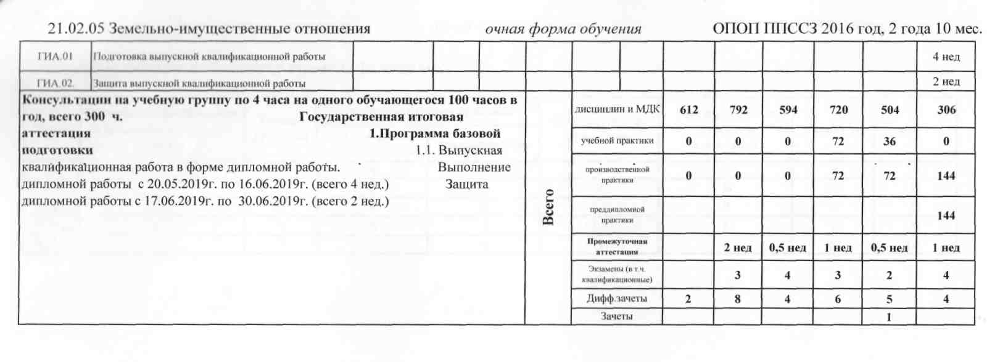 21.02.05 Земельно-имущественные отношения очная форма обучения ОПОП ППССЗ 2016 год, 2 года 10 мес.
ГИА.01 Подготовка выпускной квалификационной работы 4 нед
ГИА.02. Защита выпускной квалификационной работы 2 нед
Консультации на учебную группу по 4 часа на одного обучающегося 100 часов в
год, всего 300 ч. Государственная итоговая
аттестация 1.Программа базовой
подготовки 1.1. Выпускная
квалификационная работа в форме дипломной работы. Выполнение
дипломной работы с 20.05.2019г. по 16.06.2019г. (всего 4 нед.) Защита
дипломной работы с 17.06.2019г. по 30.06.2019г. (всего 2 нед.)
Всего
дисциплин и МДК 612 792 594 720 504 306
учебной практики 0 0 0 72 36 0
производственной
практики 0 0 0 72 72 144
преддипломной
практики 144
Промежуточная
аттестация 2 нед 0,5 нед 1 нед 0,5 нед 1 нед
Экзамены (в т.ч.
квалификационные) 3 4 3 2 4
Дифф.зачеты 2 8 4 6 5 4
Зачеты 1